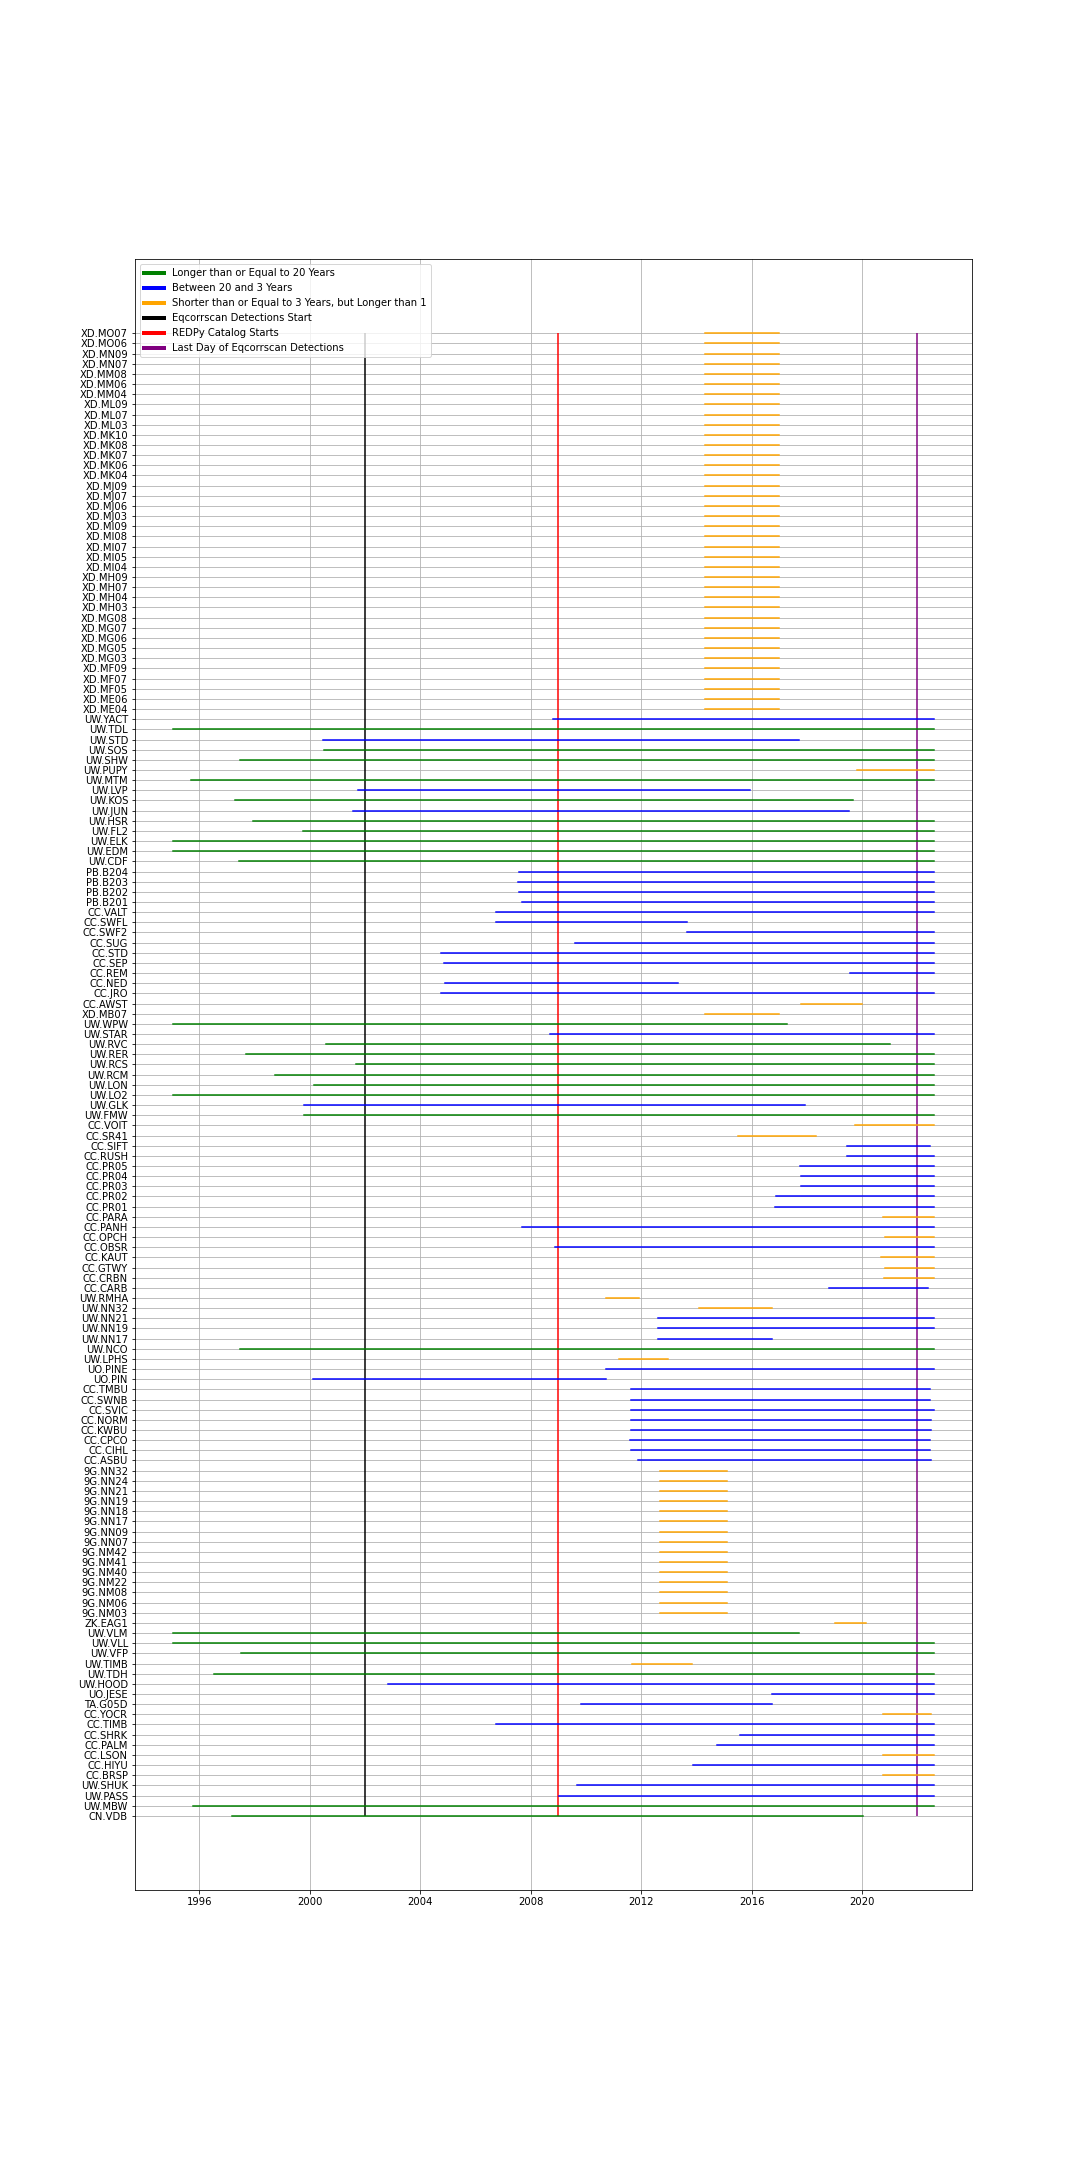 Longer than or Equal to 20 Years
Between 20 and 3 Years
Shorter than or Equal to 3 Years, but Longer than 1
Eqcorrscan Detections Start
REDPy Catalog Starts
Last Day of Eqcorrscan Detections
XD.MO07
XD.MO06
XD.MN09
XD.MN07
XD.MM08
XD.MM06
XD.MM04
XD.ML09
XD.ML07
XD.ML03
XD.MK10
XD.MK08
XD.MK07
XD.MK06
XD.MK04
XD.MJ09
XD.MJ07
XD.MJ06
XD.MJ03
XD.MI09
XD.MI08
XD.MI07
XD.MI05
XD.MI04
XD.MH09
XD.MH07
XD.MH04
XD.MH03
XD.MG08
XD.MG07
XD.MG06
XD.MG05
XD.MG03
XD.MF09
XD.MF07
XD.MF05
XD.ME06
XD.ME04
UW.YACT
UW.TDL
UW.STD
UW.SOS
UW.SHW
UW.PUPY
UW.MTM
UW.LVP
UW.KOS
UW.JUN
UW.HSR
UW.FL2
UW.ELK
UW.EDM
UW.CDF
PB.B204
PB.B203
PB.B202
PB.B201
CC.VALT
CC.SWFL
CC.SWF2
CC.SUG
CC.STD
CC.SEP
CC.REM
CC.NED
CC.JRO
CC.AWST
XD.MB07
UW.WPW
UW.STAR
UW.RVC
UW.RER
UW.RCS
UW.RCM
UW.LON
UW.LO2
UW.GLK
UW.FMW
CC.VOIT
CC.SR41
CC.SIFT
CC.RUSH
CC.PR05
CC.PR04
CC.PR03
CC.PR02
CC.PR01
CC.PARA
CC.PANH
CC.OPCH
CC.OBSR
CC.KAUT
CC.GTWY
CC.CRBN
CC.CARB
UW.RMHA
UW.NN32
UW.NN21
UW.NN19
UW.NN17
UW.NCO
UW.LPHS
UO.PINE
UO.PIN
CC.TMBU
CC.SWNB
CC.SVIC
CC.NORM
CC.KWBU
CC.CPCO
CC.CIHL
CC.ASBU
9G.NN32
9G.NN24
9G.NN21
9G.NN19
9G.NN18
9G.NN17
9G.NN09
9G.NN07
9G.NM42
9G.NM41
9G.NM40
9G.NM22
9G.NM08
9G.NM06
9G.NM03
ZK.EAG1
UW.VLM
UW.VLL
UW.VFP
UW.TIMB
UW.TDH
UW.HOOD
UO.JESE
TA.G05D
CC.YOCR
CC.TIMB
CC.SHRK
CC.PALM
CC.LSON
CC.HIYU
CC.BRSP
UW.SHUK
UW.PASS
UW.MBW
CN.VDB
1996 2000 2004 2008 2012 2016 2020